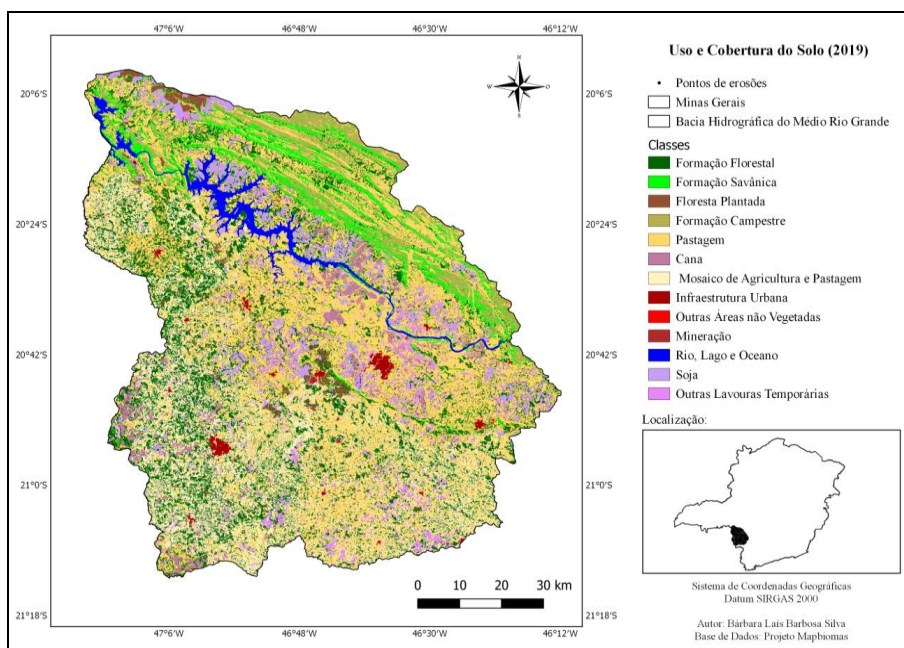 47°6'W 46°48'W 46°30'W 46°12'W
Uso e Cobertura do Solo (2019)
Pontos de erosões
Minas Gerais
Bacia Hidrográfica do Médio Rio Grande
Classes
Formação Florestal
Formação Savânica
Floresta Plantada
Formação Campestre
Pastagem
Cana
Mosaico de Agricultura e Pastagem
Infraestrutura Urbana
Outras Áreas não Vegetadas
Mineração
Rio, Lago e Oceano
Soja
Outras Lavouras Temporárias
Localização:
Sistema de Coordenadas Geográficas
Datum SIRGAS 2000
Autor: Bárbara Laís Barbosa Silva
Base de Dados: Projeto Mapbiomas
N
W O
S
20°6'S 20°6'S
20°24'S 20°24'S
20°42'S 20°42'S
21°0'S 21°0'S
21°18'S 21°18'S
0 10 20 30 km
47°6'W 46°48'W 46°30'W 46°12'W